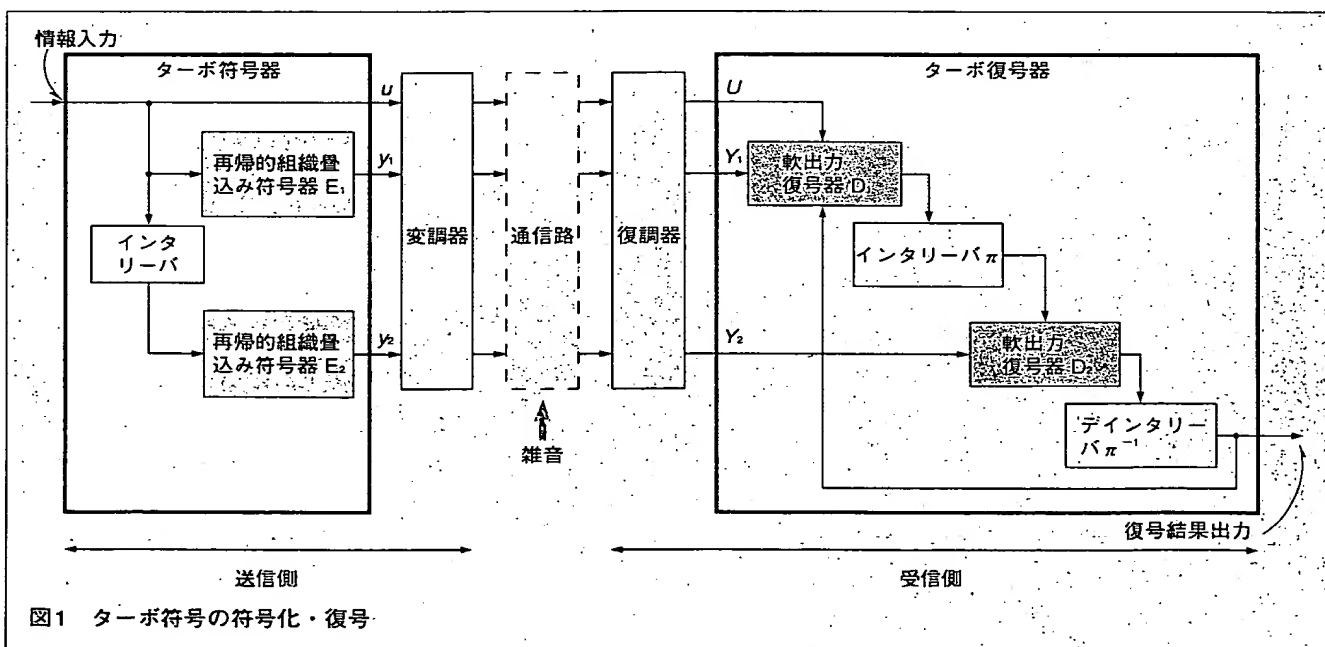 情報入力
ターボ符号器
u
再帰的組織畳
込み符号器 E₁
y₁
インタ
リーバ
再帰的組織畳
込み符号器 E₂
y₂
変調器
通信路
雑音
復調器
ターボ復号器
U
Y₁
軟出力
復号器 D₁
インタリーバ π
Y₂
軟出力
復号器 D₂
デインタリー
バ π⁻¹
復号結果出力
送信側
受信側
図1 ターボ符号の符号化・復号